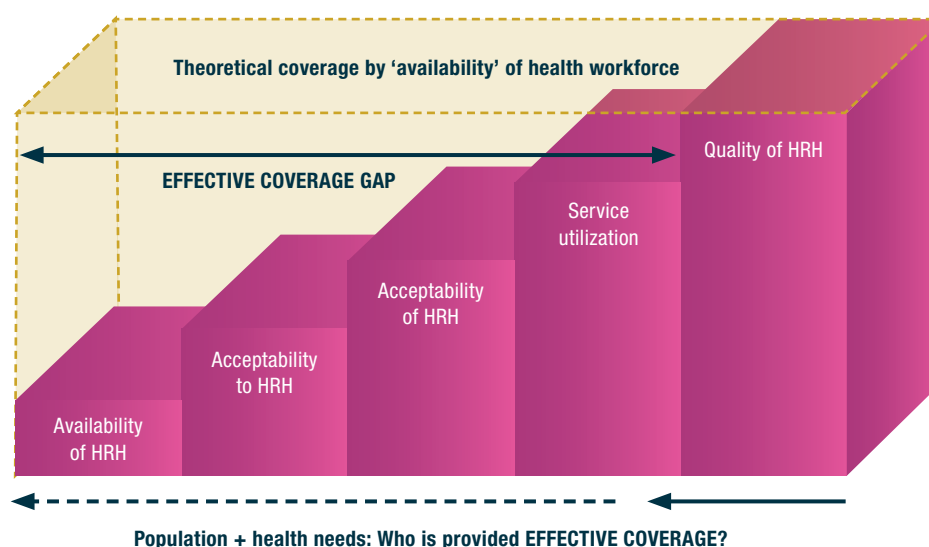 Theoretical coverage by ‘availability’ of health workforce
EFFECTIVE COVERAGE GAP
Quality of HRH
Service
utilization
Acceptability
of HRH
Acceptability
to HRH
Availability
of HRH
Population + health needs: Who is provided EFFECTIVE COVERAGE?